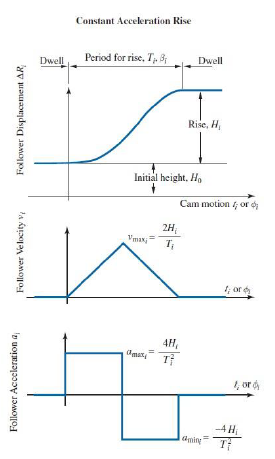 Constant Acceleration Rise
Dwell
Period for rise, Tᵢ, βᵢ
Dwell
Follower Displacement ΔRᵢ
Rise, Hᵢ
Initial height, H₀
Cam motion tᵢ or ϕᵢ
Follower Velocity vᵢ
vmaxᵢ = 2Hᵢ / Tᵢ
tᵢ or ϕᵢ
Follower Acceleration aᵢ
amaxᵢ = 4Hᵢ / Tᵢ²
tᵢ or ϕᵢ
aminᵢ = −4Hᵢ / Tᵢ²